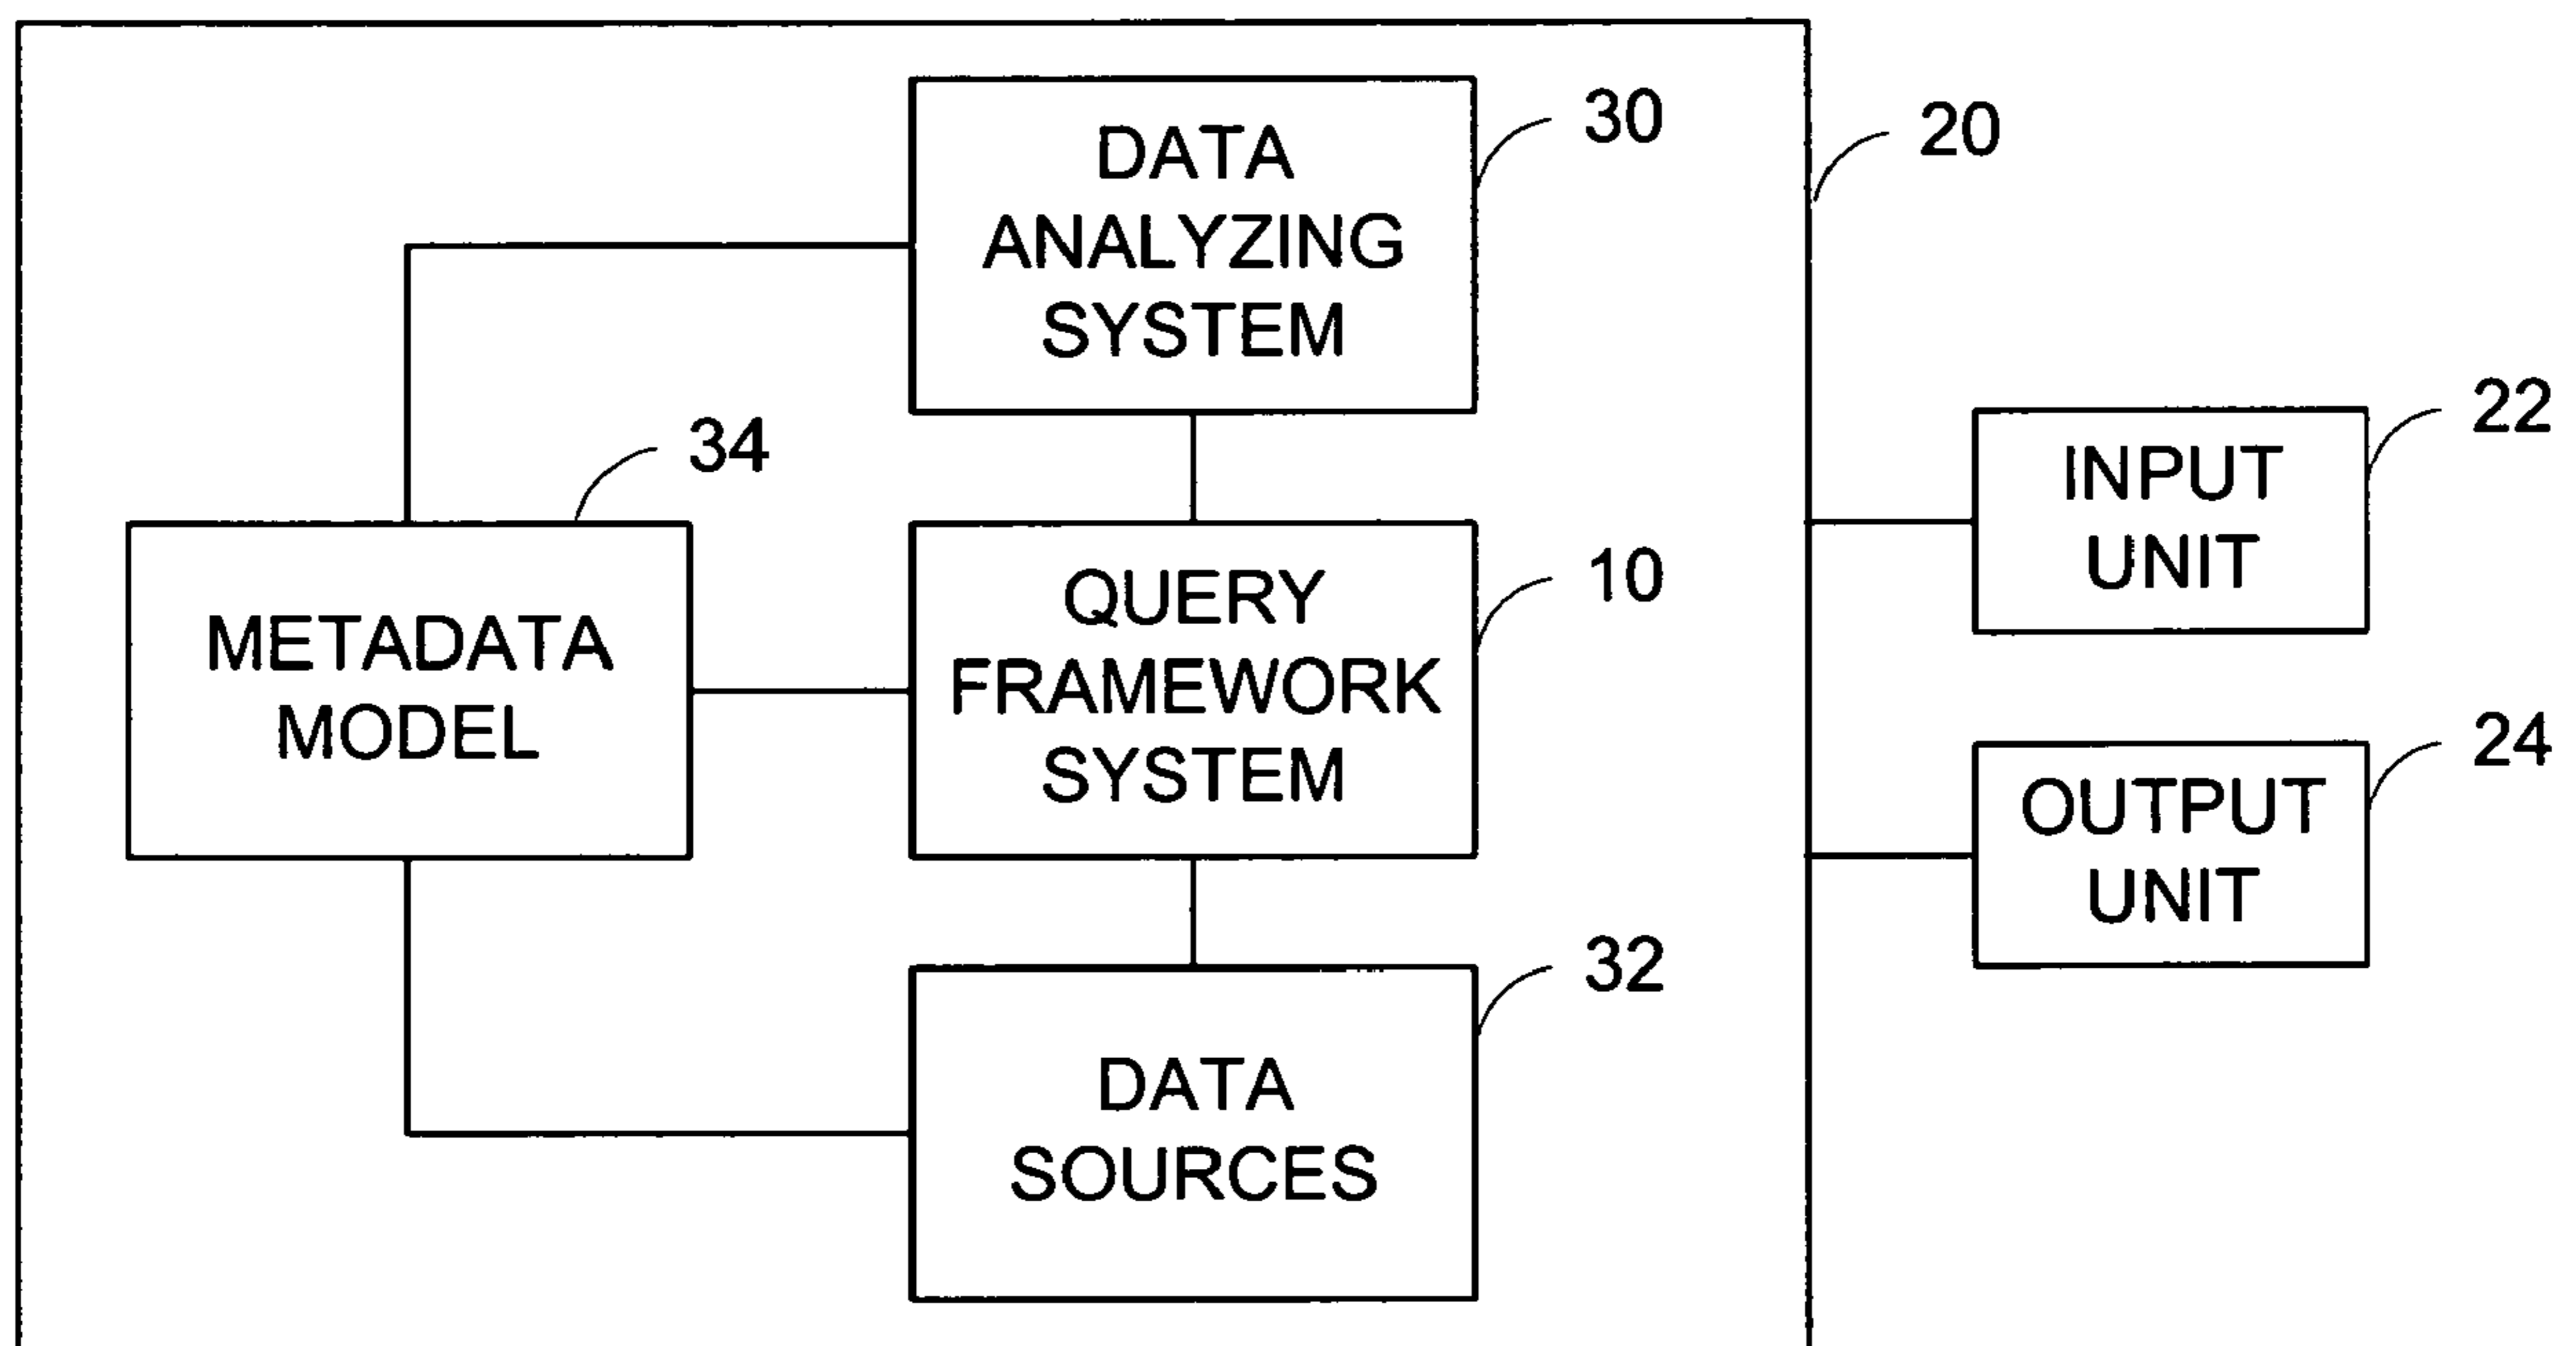 DATA
ANALYZING
SYSTEM
30
20
34
METADATA
MODEL
QUERY
FRAMEWORK
SYSTEM
10
INPUT
UNIT
22
OUTPUT
UNIT
24
DATA
SOURCES
32